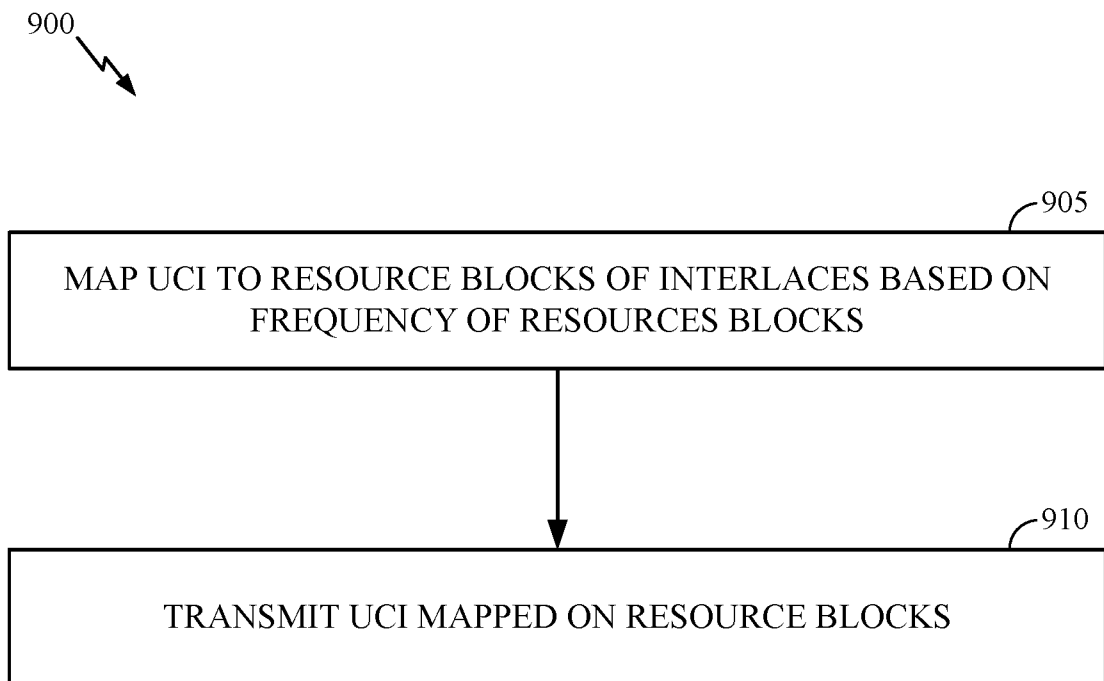 900
905
MAP UCI TO RESOURCE BLOCKS OF INTERLACES BASED ON
FREQUENCY OF RESOURCES BLOCKS
910
TRANSMIT UCI MAPPED ON RESOURCE BLOCKS